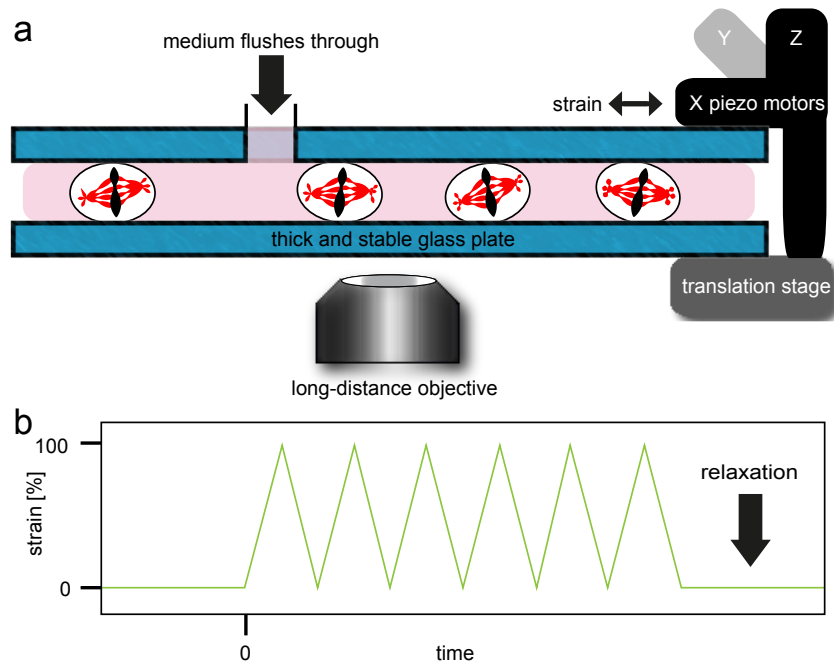 a
medium flushes through
Y
Z
strain
X piezo motors
thick and stable glass plate
translation stage
long-distance objective
b
100
strain [%]
relaxation
0
0
time